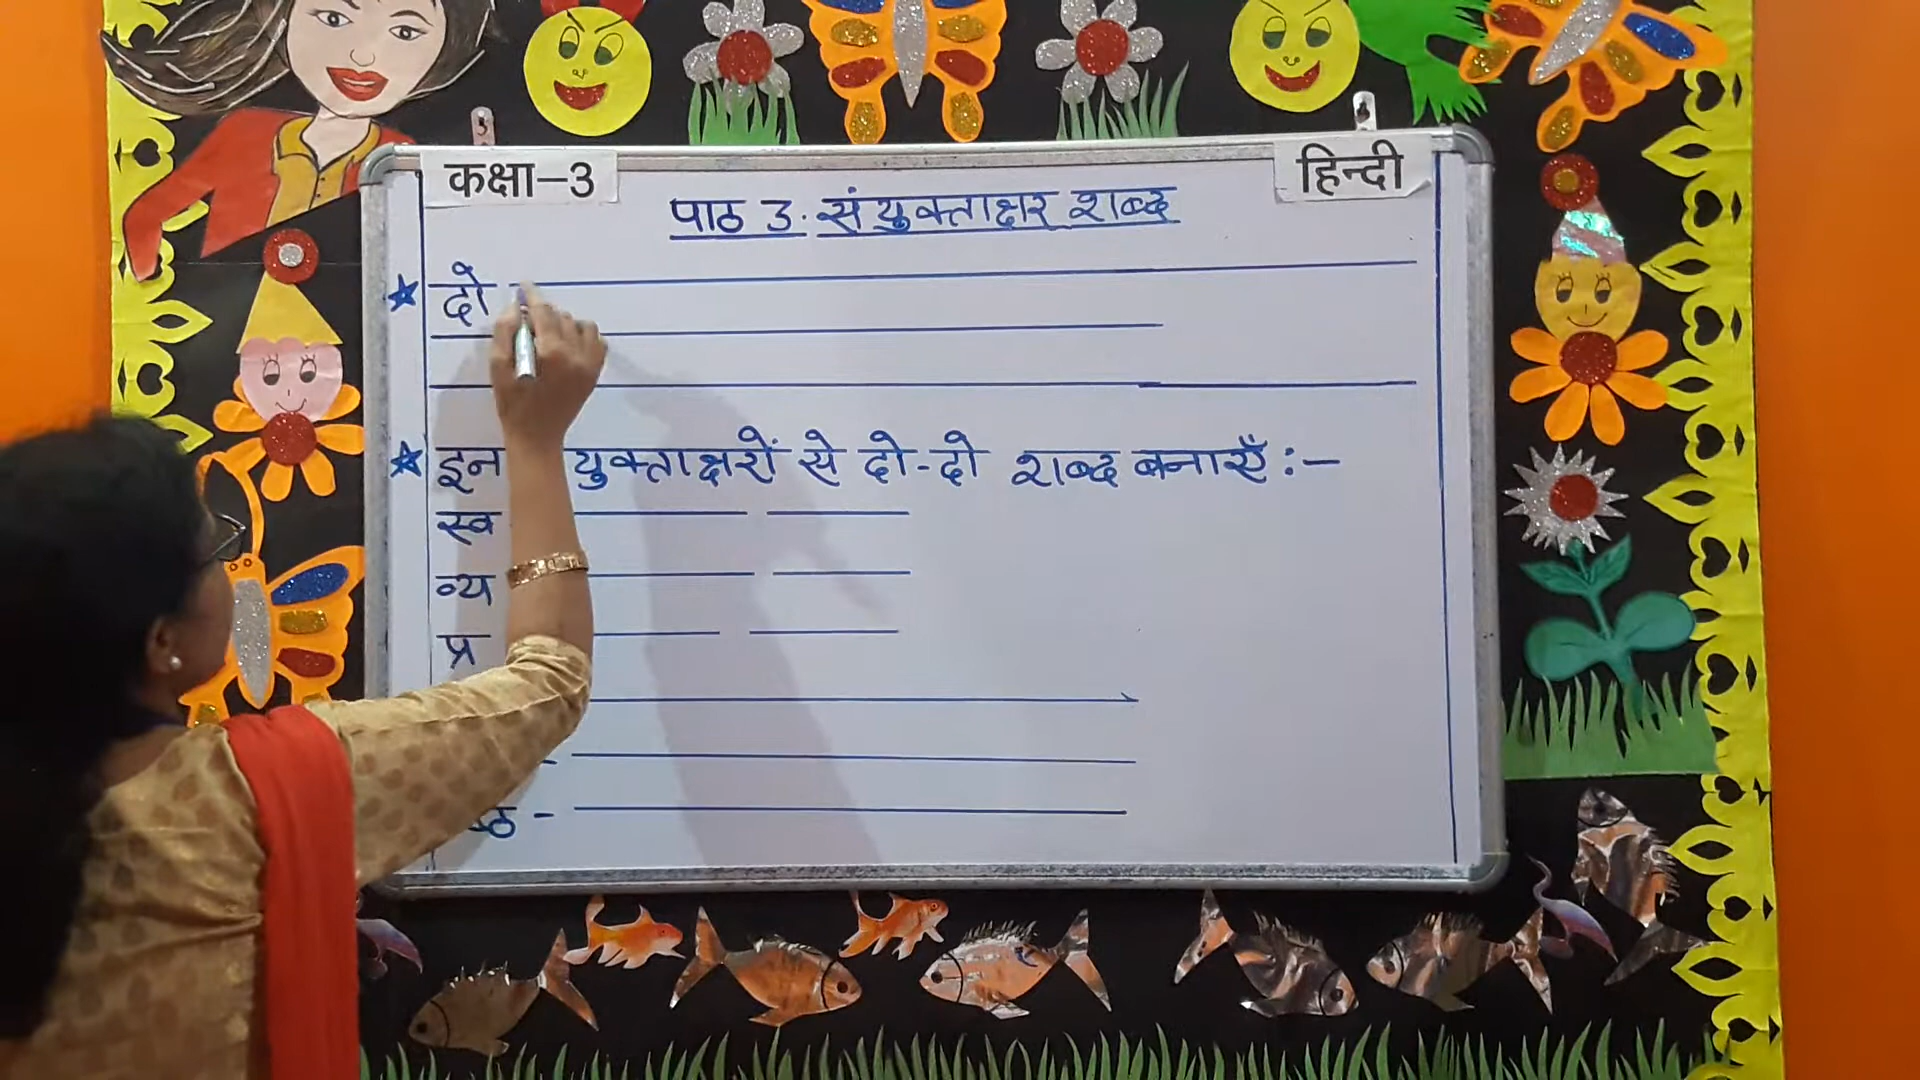 कक्षा-3
हिन्दी
पाठ 3. संयुक्ताक्षर शब्द
दो
इन युक्ताक्षरों से दो-दो शब्द बनाएँ :-
स्व
व्य
प्र